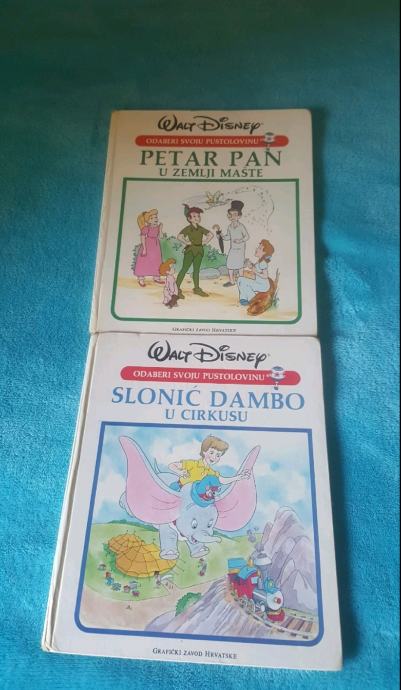 WALT DISNEY
ODABERI SVOJU PUSTOLOVINU
PETAR PAN
U ZEMLJI MAŠTE
GRAFIČKI ZAVOD HRVATSKE
WALT DISNEY
ODABERI SVOJU PUSTOLOVINU
SLONIĆ DAMBO
U CIRKUSU
GRAFIČKI ZAVOD HRVATSKE